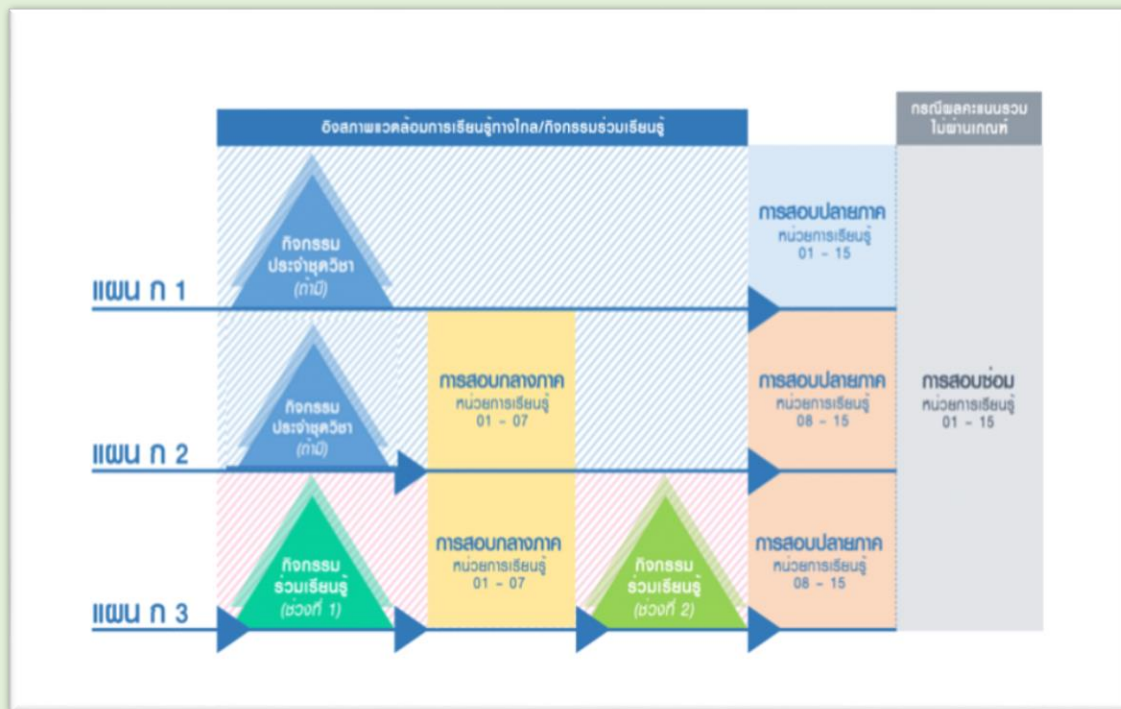 อิงสภาพแวดล้อมการเรียนรู้ทางไกล/กิจกรรมร่วมเรียนรู้
กรณีผลคะแนนรวม
ไม่ผ่านเกณฑ์
แผน ก 1
กิจกรรม
ประจำชุดวิชา
(ถ้ามี)
การสอบปลายภาค
หน่วยการเรียนรู้
01 - 15
แผน ก 2
กิจกรรม
ประจำชุดวิชา
(ถ้ามี)
การสอบกลางภาค
หน่วยการเรียนรู้
01 - 07
การสอบปลายภาค
หน่วยการเรียนรู้
08 - 15
การสอบซ่อม
หน่วยการเรียนรู้
01 - 15
แผน ก 3
กิจกรรม
ร่วมเรียนรู้
(ช่วงที่ 1)
การสอบกลางภาค
หน่วยการเรียนรู้
01 - 07
กิจกรรม
ร่วมเรียนรู้
(ช่วงที่ 2)
การสอบปลายภาค
หน่วยการเรียนรู้
08 - 15